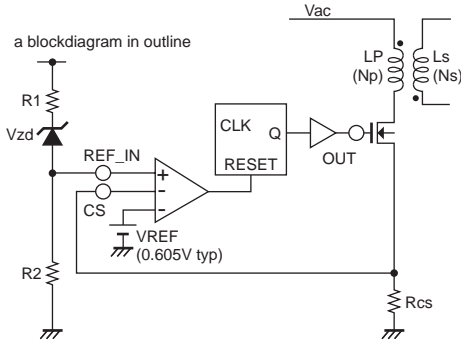 Vac
a blockdiagram in outline
LP
(Np)
Ls
(Ns)
R1
Vzd
CLK
Q
RESET
OUT
REF_IN
+
−
−
CS
VREF
(0.605V typ)
R2
Rcs